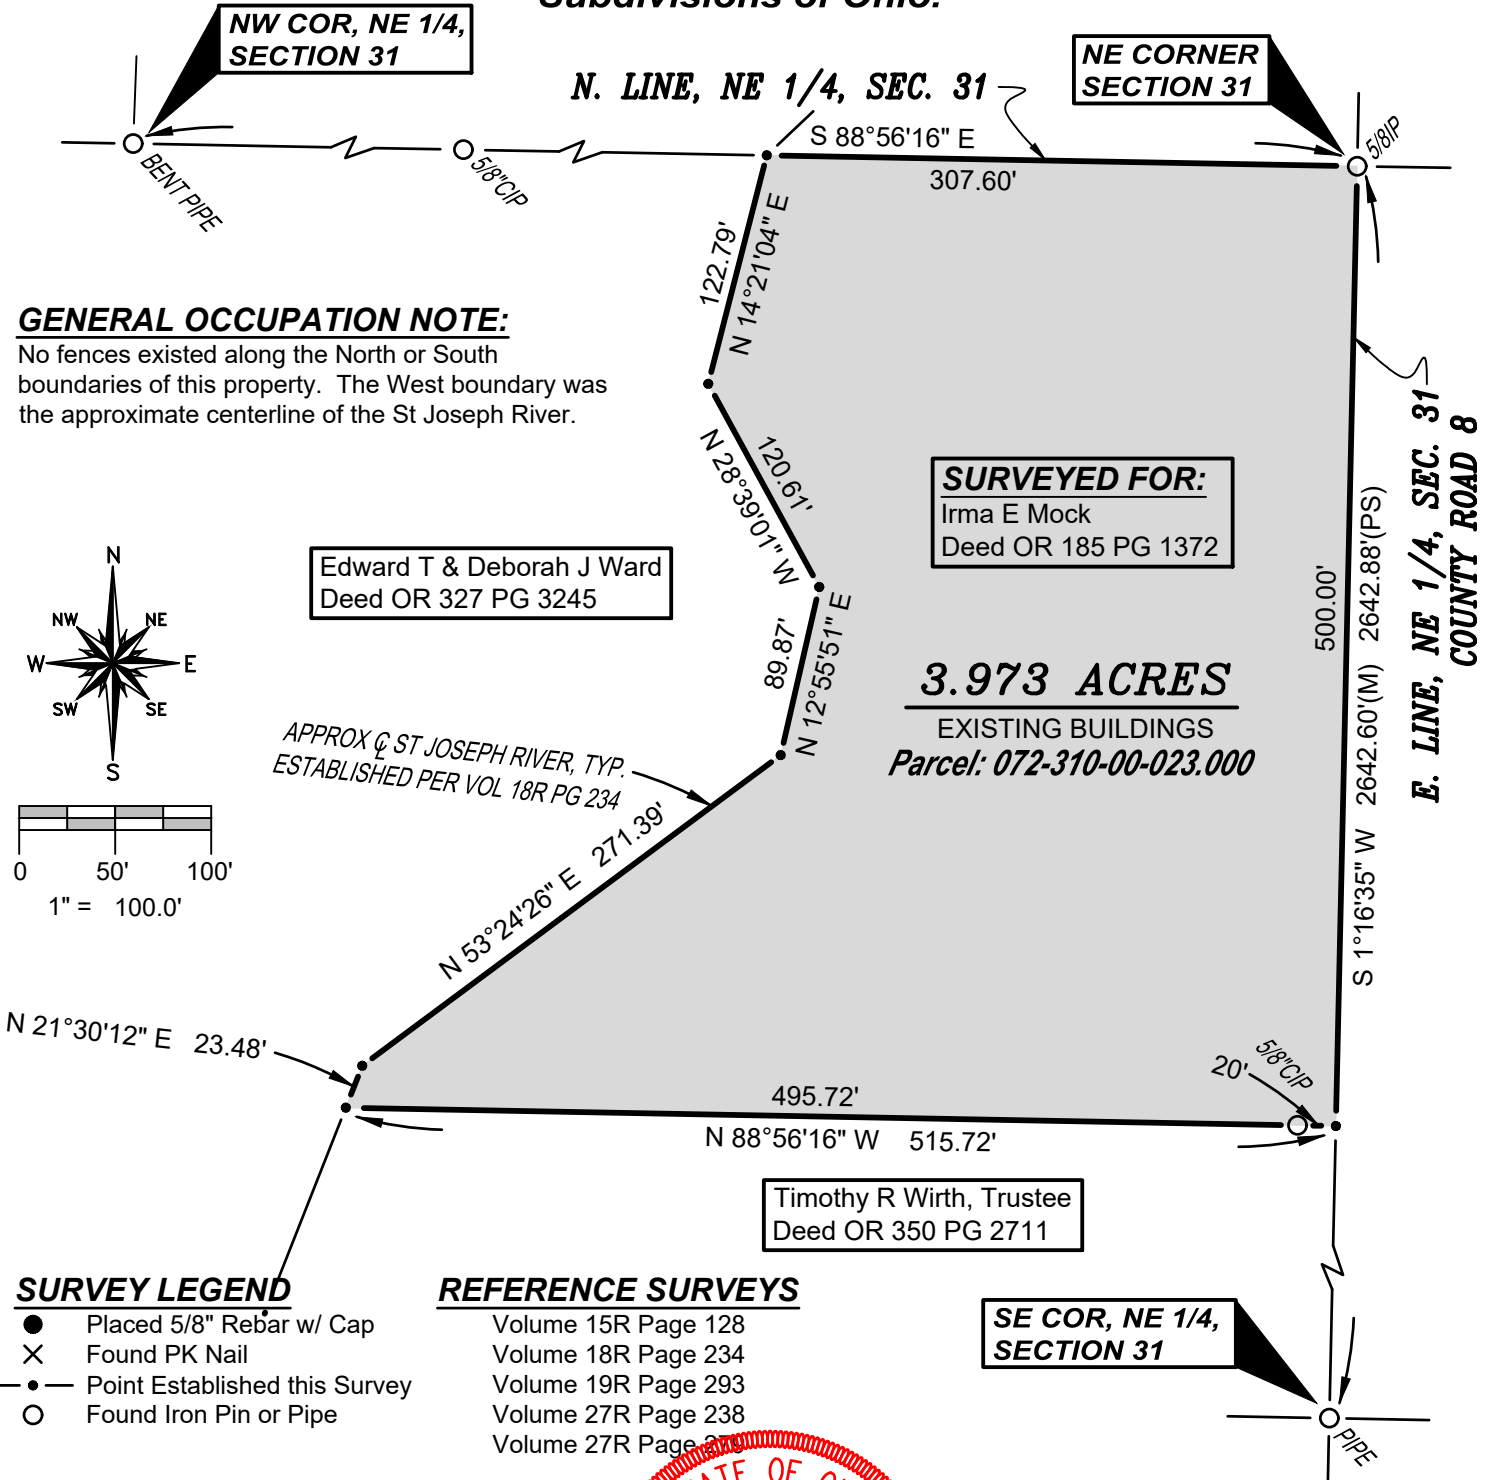 Subdivisions of Ohio.
NW COR, NE 1/4,
SECTION 31
N. LINE, NE 1/4, SEC. 31
NE CORNER
SECTION 31
S 88°56'16" E
307.60'
5/8IP
BENT PIPE
5/8"CIP
122.79'
N 14°21'04" E
GENERAL OCCUPATION NOTE:
No fences existed along the North or South
boundaries of this property. The West boundary was
the approximate centerline of the St Joseph River.
120.61'
N 28°39'01" W
SURVEYED FOR:
Irma E Mock
Deed OR 185 PG 1372
E. LINE, NE 1/4, SEC. 31
COUNTY ROAD 8
500.00'
S 1°16'35" W 2642.60'(M) 2642.88'(PS)
Edward T & Deborah J Ward
Deed OR 327 PG 3245
N
NW
NE
W
E
SW
SE
S
89.87'
N 12°55'51" E
3.973 ACRES
EXISTING BUILDINGS
Parcel: 072-310-00-023.000
APPROX ℄ ST JOSEPH RIVER, TYP.
ESTABLISHED PER VOL 18R PG 234
0 50' 100'
1" = 100.0'
N 53°24'26" E 271.39'
N 21°30'12" E 23.48'
20'
5/8"CIP
495.72'
N 88°56'16" W 515.72'
Timothy R Wirth, Trustee
Deed OR 350 PG 2711
SURVEY LEGEND
Placed 5/8" Rebar w/ Cap
Found PK Nail
Point Established this Survey
Found Iron Pin or Pipe
REFERENCE SURVEYS
Volume 15R Page 128
Volume 18R Page 234
Volume 19R Page 293
Volume 27R Page 238
Volume 27R Page
SE COR, NE 1/4,
SECTION 31
PIPE
OF